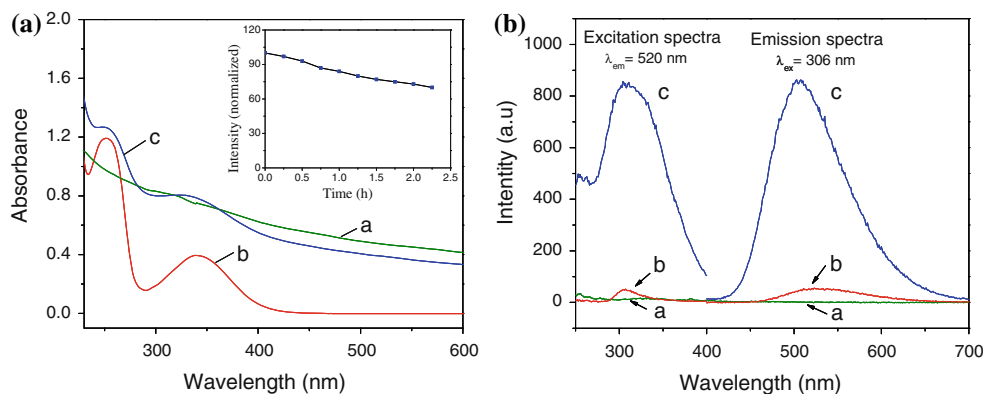 (a)
2.0
1.6
1.2
0.8
0.4
0.0
Absorbance
300
400
500
600
Wavelength (nm)
c
a
b
120
90
60
30
0
Intensity (normalized)
0.0
0.5
1.0
1.5
2.0
2.5
Time (h)
(b)
1000
800
600
400
200
0
Intentity (a.u)
Excitation spectra
λem= 520 nm
Emission spectra
λex= 306 nm
c
c
b
a
b
a
300
400
500
600
700
Wavelength (nm)